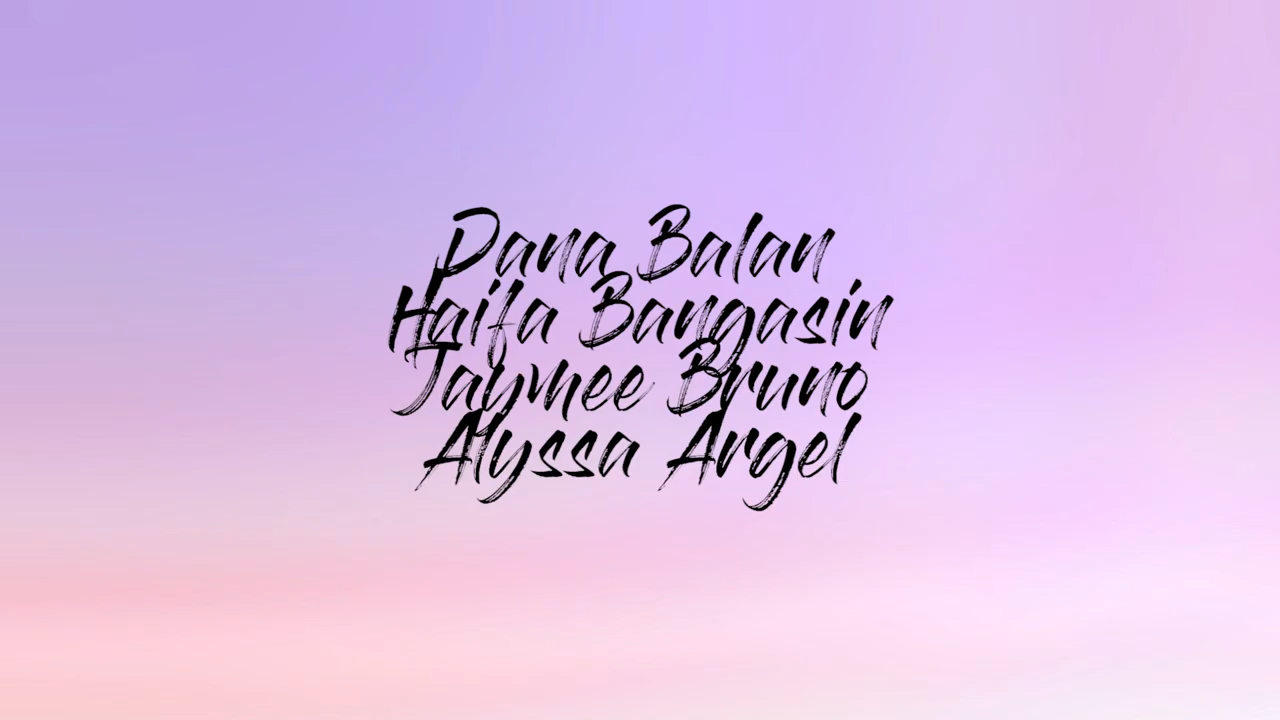 Dana Balan
Haifa Bangasin
Jaymee Bruno
Alyssa Argel